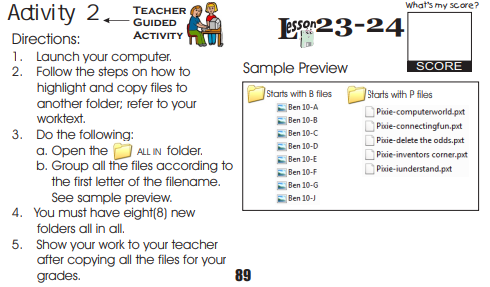 Activity 2
TEACHER
GUIDED
ACTIVITY
Lesson 23-24
What's my score?
SCORE
Directions:
1. Launch your computer.
2. Follow the steps on how to
highlight and copy files to
another folder; refer to your
worktext.
3. Do the following:
a. Open the ALL IN folder.
b. Group all the files according to
the first letter of the filename.
See sample preview.
4. You must have eight(8) new
folders all in all.
5. Show your work to your teacher
after copying all the files for your
grades.
Sample Preview
Starts with B files
Ben 10-A
Ben 10-B
Ben 10-C
Ben 10-D
Ben 10-E
Ben 10-F
Ben 10-G
Ben 10-J
Starts with P files
Pixie-computerworld.pxt
Pixie-connectingfun.pxt
Pixie-delete the odds.pxt
Pixie-inventors corner.pxt
Pixie-iunderstand.pxt
89